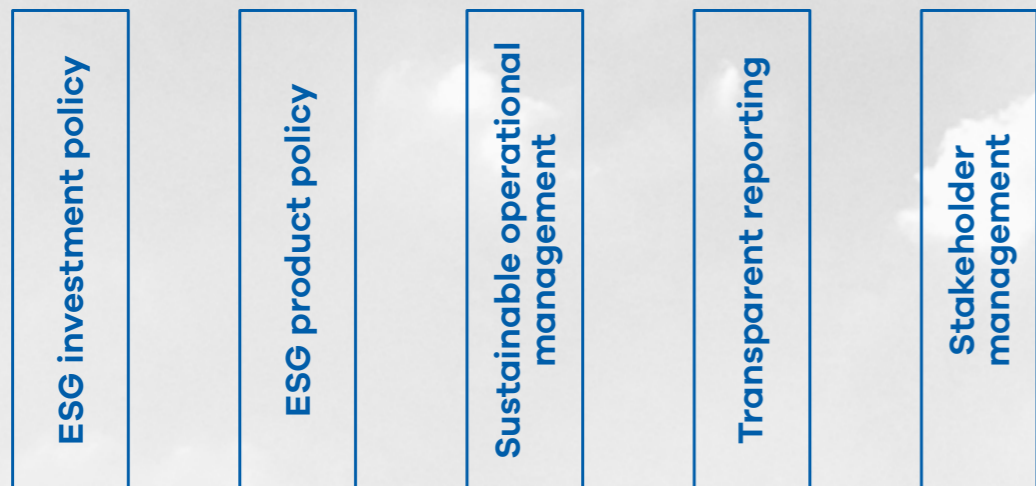 ESG investment policy
ESG product policy
Sustainable operational
management
Transparent reporting
Stakeholder
management